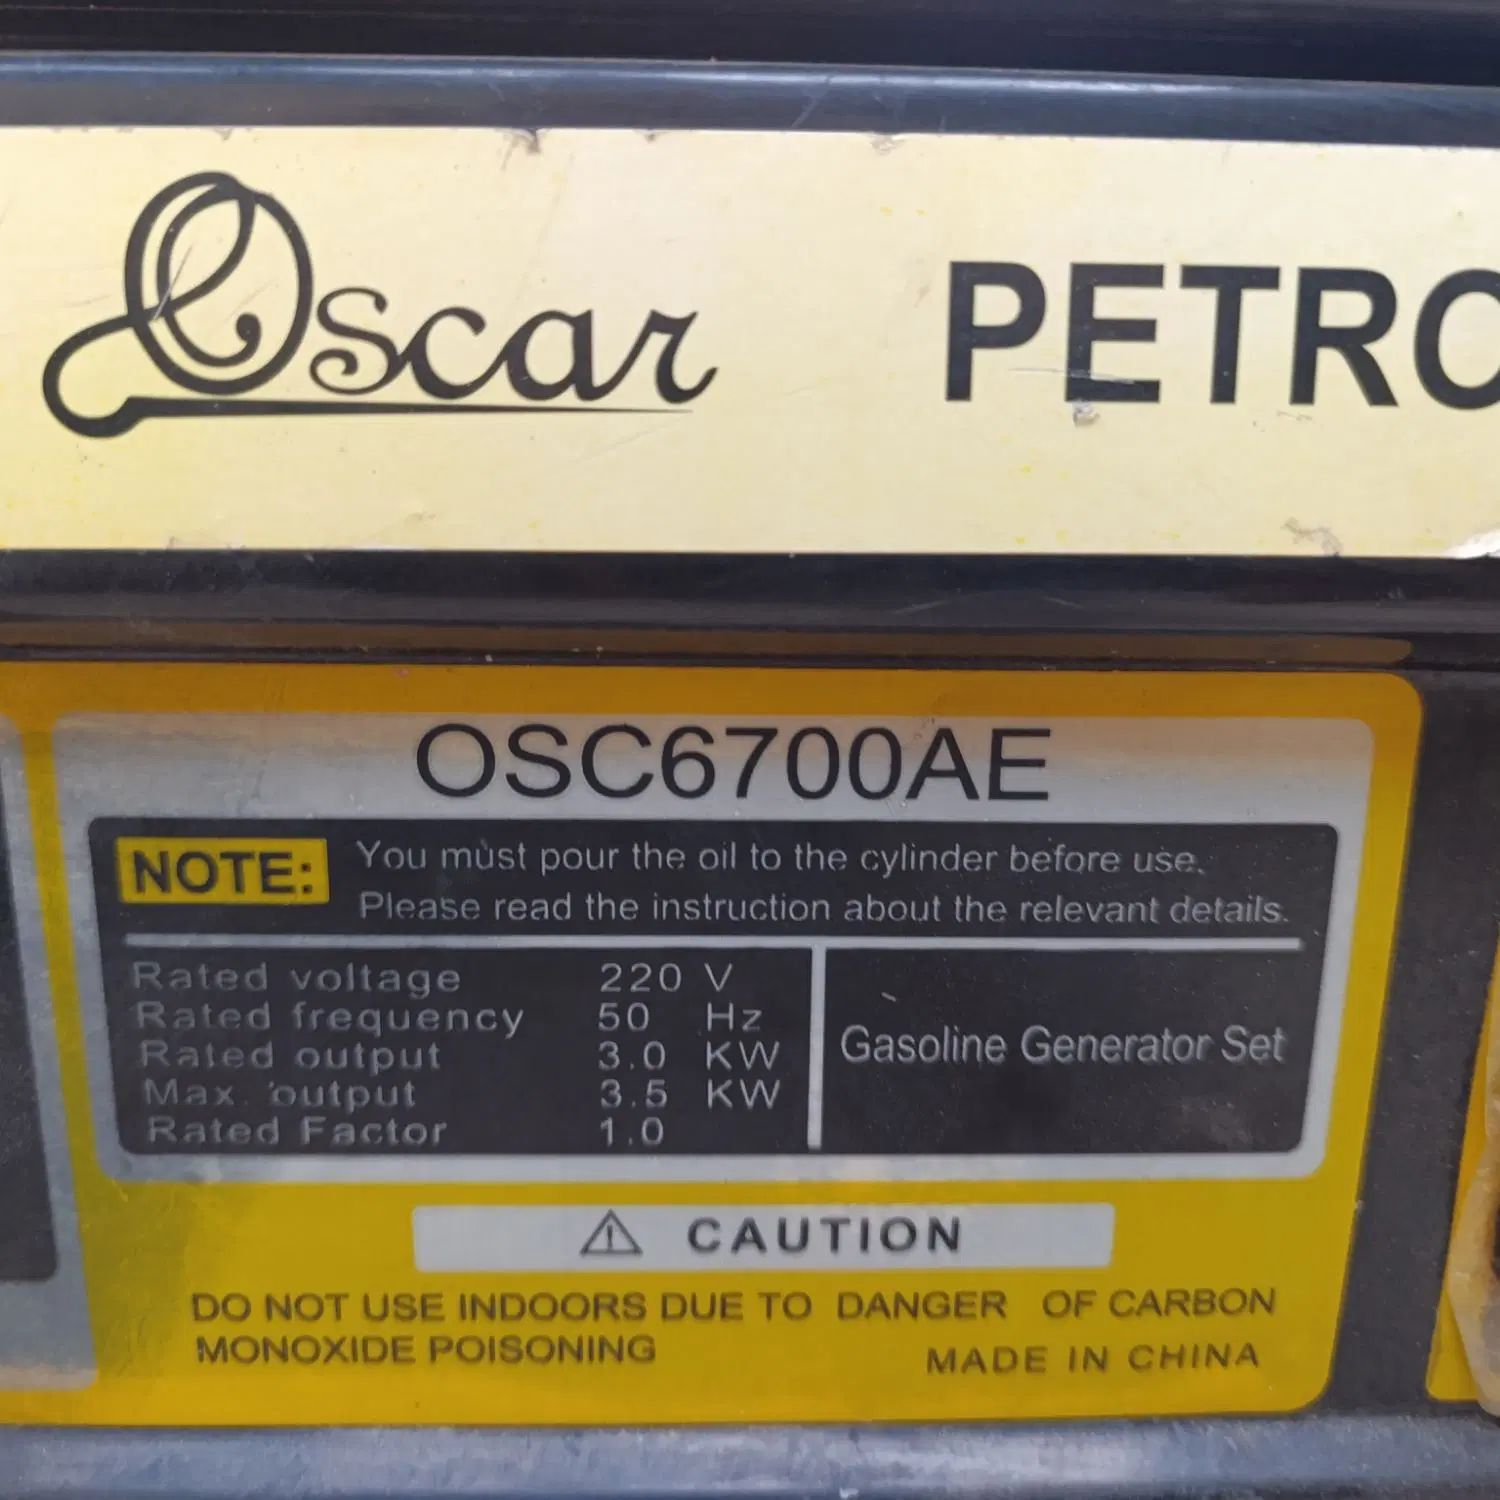 Oscar PETRO
OSC6700AE
NOTE: You must pour the oil to the cylinder before use.
Please read the instruction about the relevant details.
Rated voltage 220 V
Rated frequency 50 Hz
Rated output 3.0 KW
Max. output 3.5 KW
Rated Factor 1.0
Gasoline Generator Set
CAUTION
DO NOT USE INDOORS DUE TO DANGER OF CARBON
MONOXIDE POISONING
MADE IN CHINA